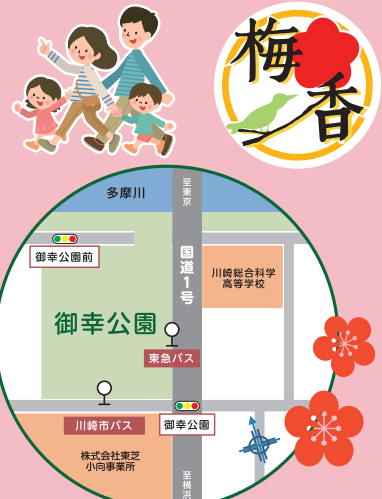 梅香
多摩川
至東京
国道1号
御幸公園前
川崎総合科学
高等学校
御幸公園
東急バス
川崎市バス
御幸公園
株式会社東芝
小向事業所
至横浜